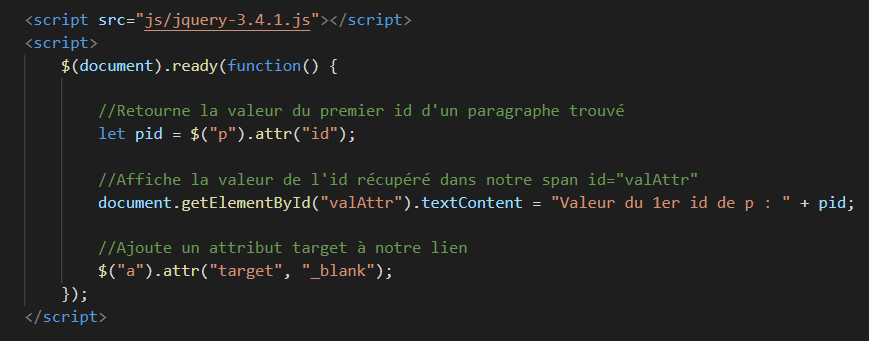 <script src="js/jquery-3.4.1.js"></script>
<script>
$(document).ready(function() {
//Retourne la valeur du premier id d'un paragraphe trouvé
let pid = $("p").attr("id");
//Affiche la valeur de l'id récupéré dans notre span id="valAttr"
document.getElementById("valAttr").textContent = "Valeur du 1er id de p : " + pid;
//Ajoute un attribut target à notre lien
$("a").attr("target", "_blank");
});
</script>